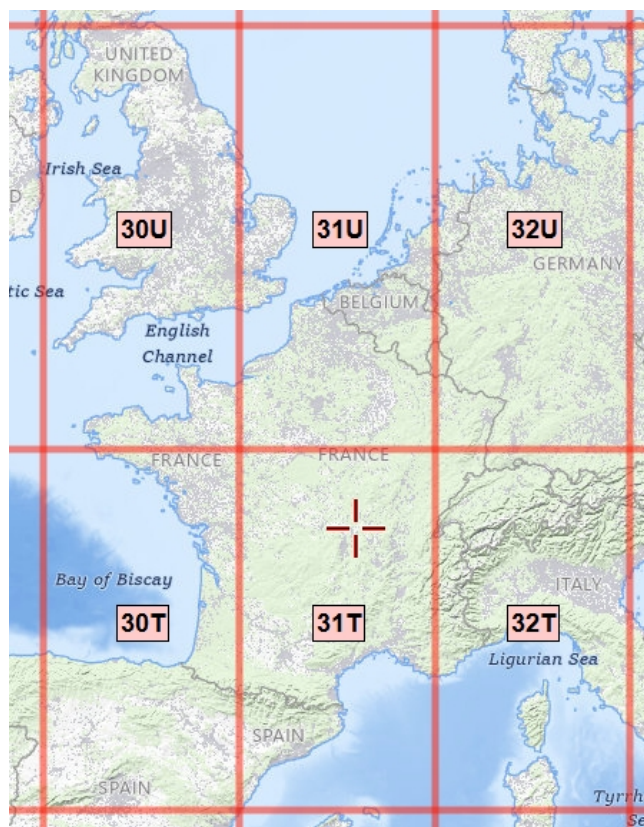 UNITED
KINGDOM
Irish Sea
D
30U
31U
32U
GERMANY
tic Sea
BELGIUM
English
Channel
FRANCE
FRANCE
Bay of Biscay
ITALY
30T
31T
32T
Ligurian Sea
SPAIN
SPAIN
Tyrrh
Se